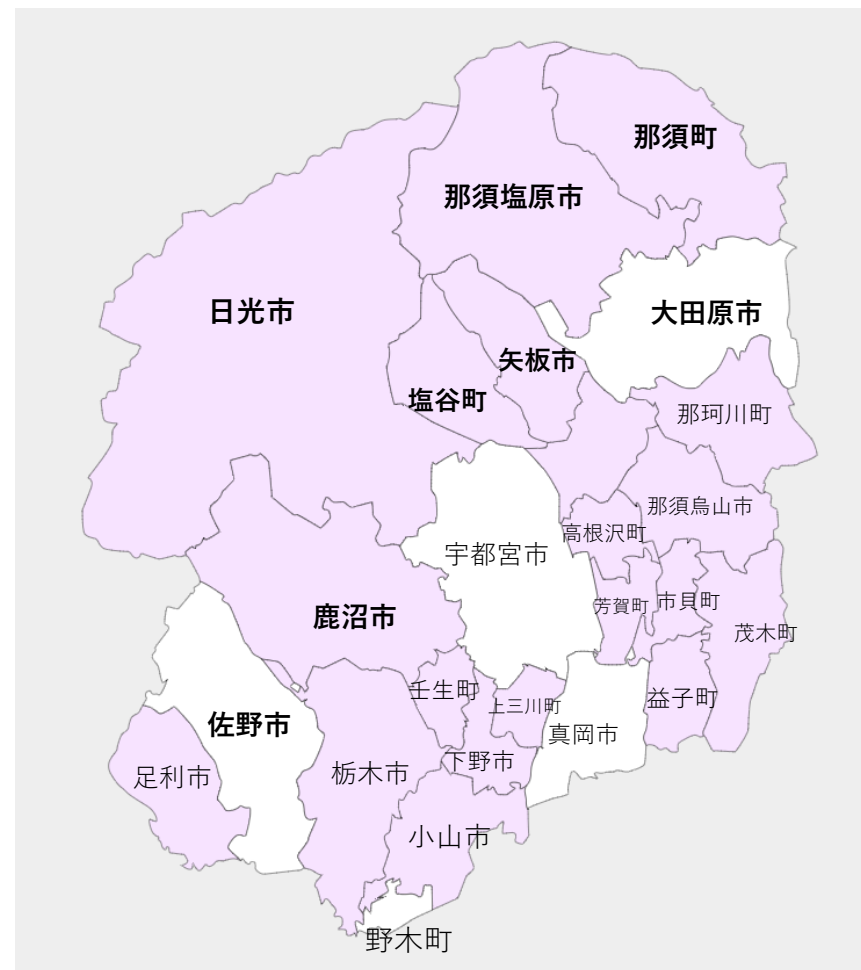 那須町
那須塩原市
日光市
大田原市
矢板市
塩谷町
那珂川町
那須烏山市
高根沢町
宇都宮市
芳賀町
市貝町
鹿沼市
茂木町
壬生町
上三川町
益子町
佐野市
真岡市
下野市
栃木市
足利市
小山市
野木町